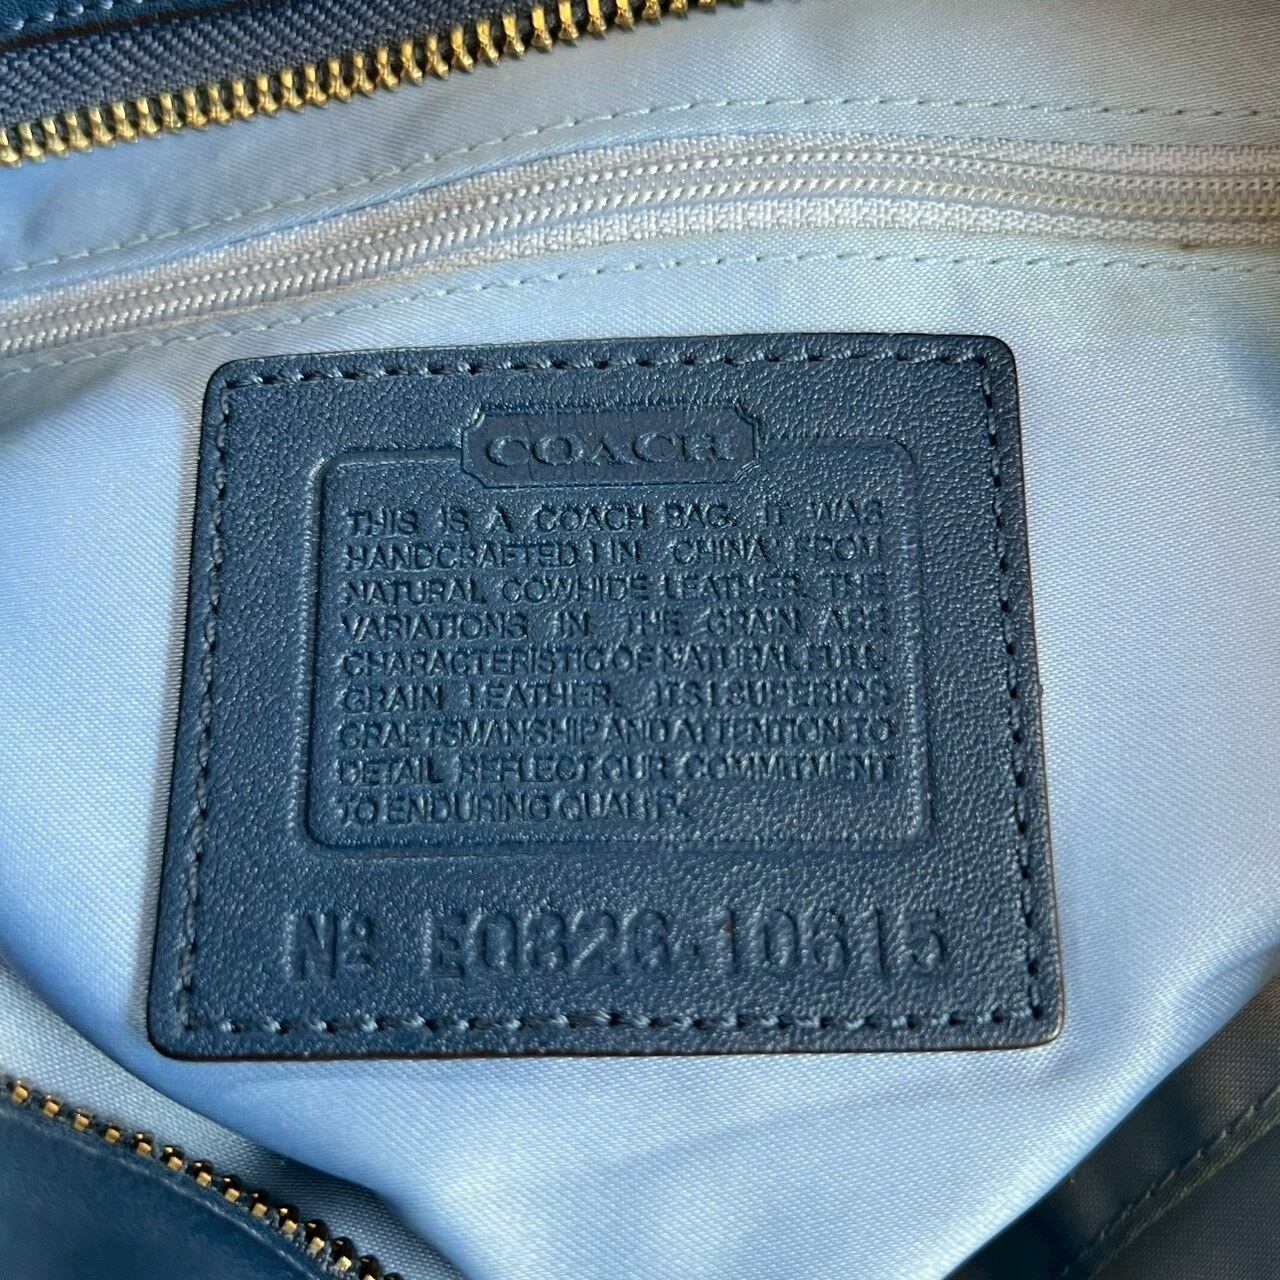 COACH
THIS IS A COACH BAG. IT WAS
HANDCRAFTED IN CHINA FROM
NATURAL COWHIDE LEATHER. THE
VARIATIONS IN THE GRAIN ARE
CHARACTERISTIC OF NATURAL FULL
GRAIN LEATHER. ITS SUPERIOR
CRAFTSMANSHIP AND ATTENTION TO
DETAIL REFLECT OUR COMMITMENT
TO ENDURING QUALITY.
Nº